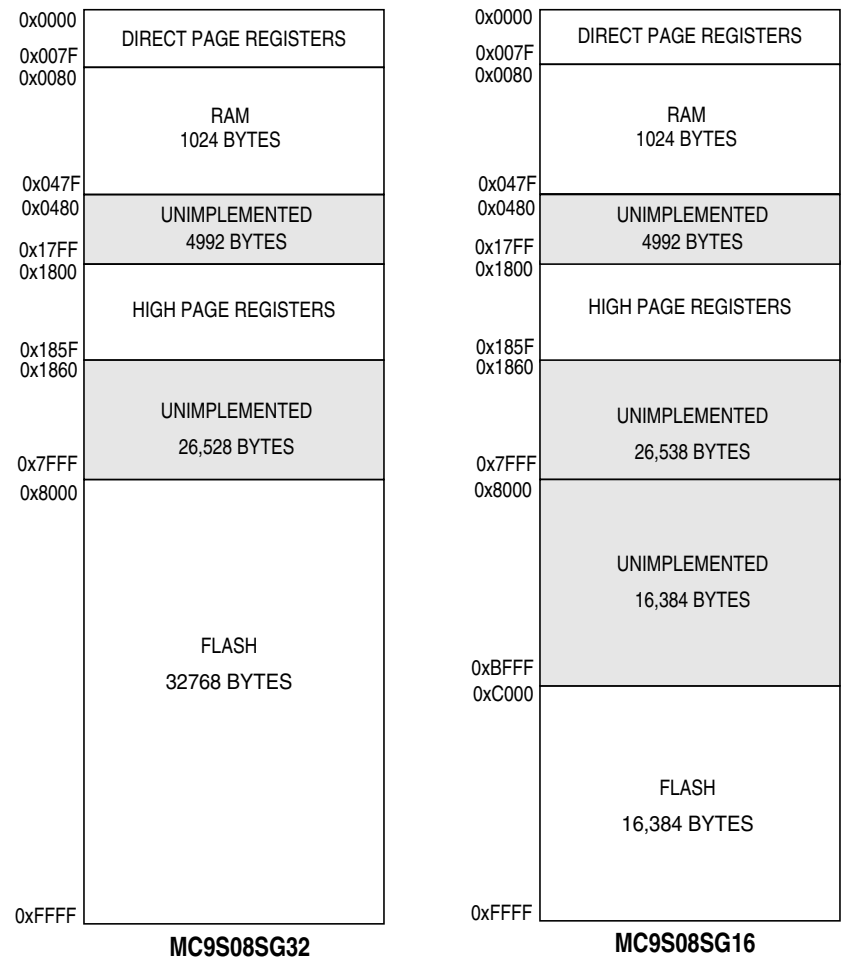 0x0000
DIRECT PAGE REGISTERS
0x007F
0x0080
RAM
1024 BYTES
0x047F
0x0480
UNIMPLEMENTED
4992 BYTES
0x17FF
0x1800
HIGH PAGE REGISTERS
0x185F
0x1860
UNIMPLEMENTED
26,528 BYTES
0x7FFF
0x8000
FLASH
32768 BYTES
0xFFFF
MC9S08SG32
0x0000
DIRECT PAGE REGISTERS
0x007F
0x0080
RAM
1024 BYTES
0x047F
0x0480
UNIMPLEMENTED
4992 BYTES
0x17FF
0x1800
HIGH PAGE REGISTERS
0x185F
0x1860
UNIMPLEMENTED
26,538 BYTES
0x7FFF
0x8000
UNIMPLEMENTED
16,384 BYTES
0xBFFF
0xC000
FLASH
16,384 BYTES
0xFFFF
MC9S08SG16